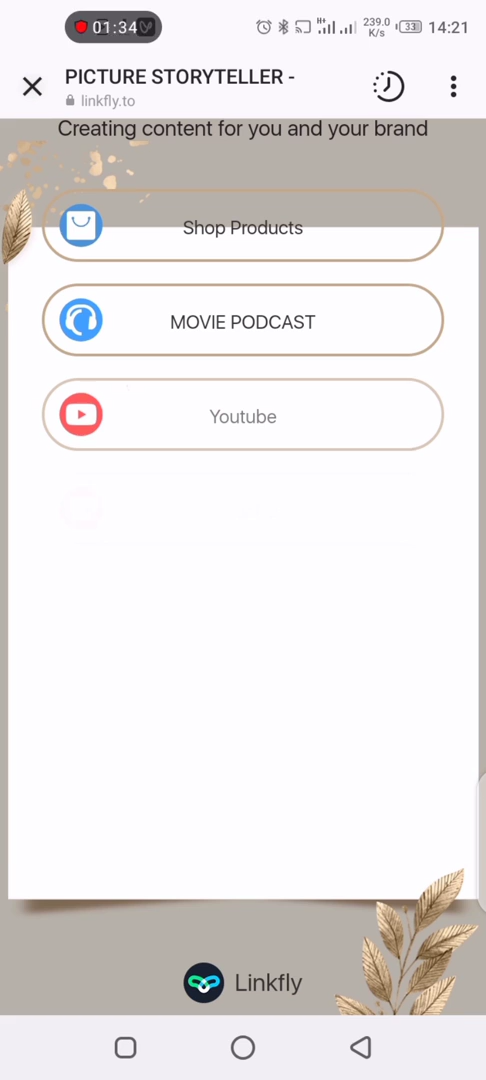 01:34
H+
239.0
K/s
33
14:21
PICTURE STORYTELLER -
linkfly.to
Creating content for you and your brand
Shop Products
MOVIE PODCAST
Youtube
Linkfly